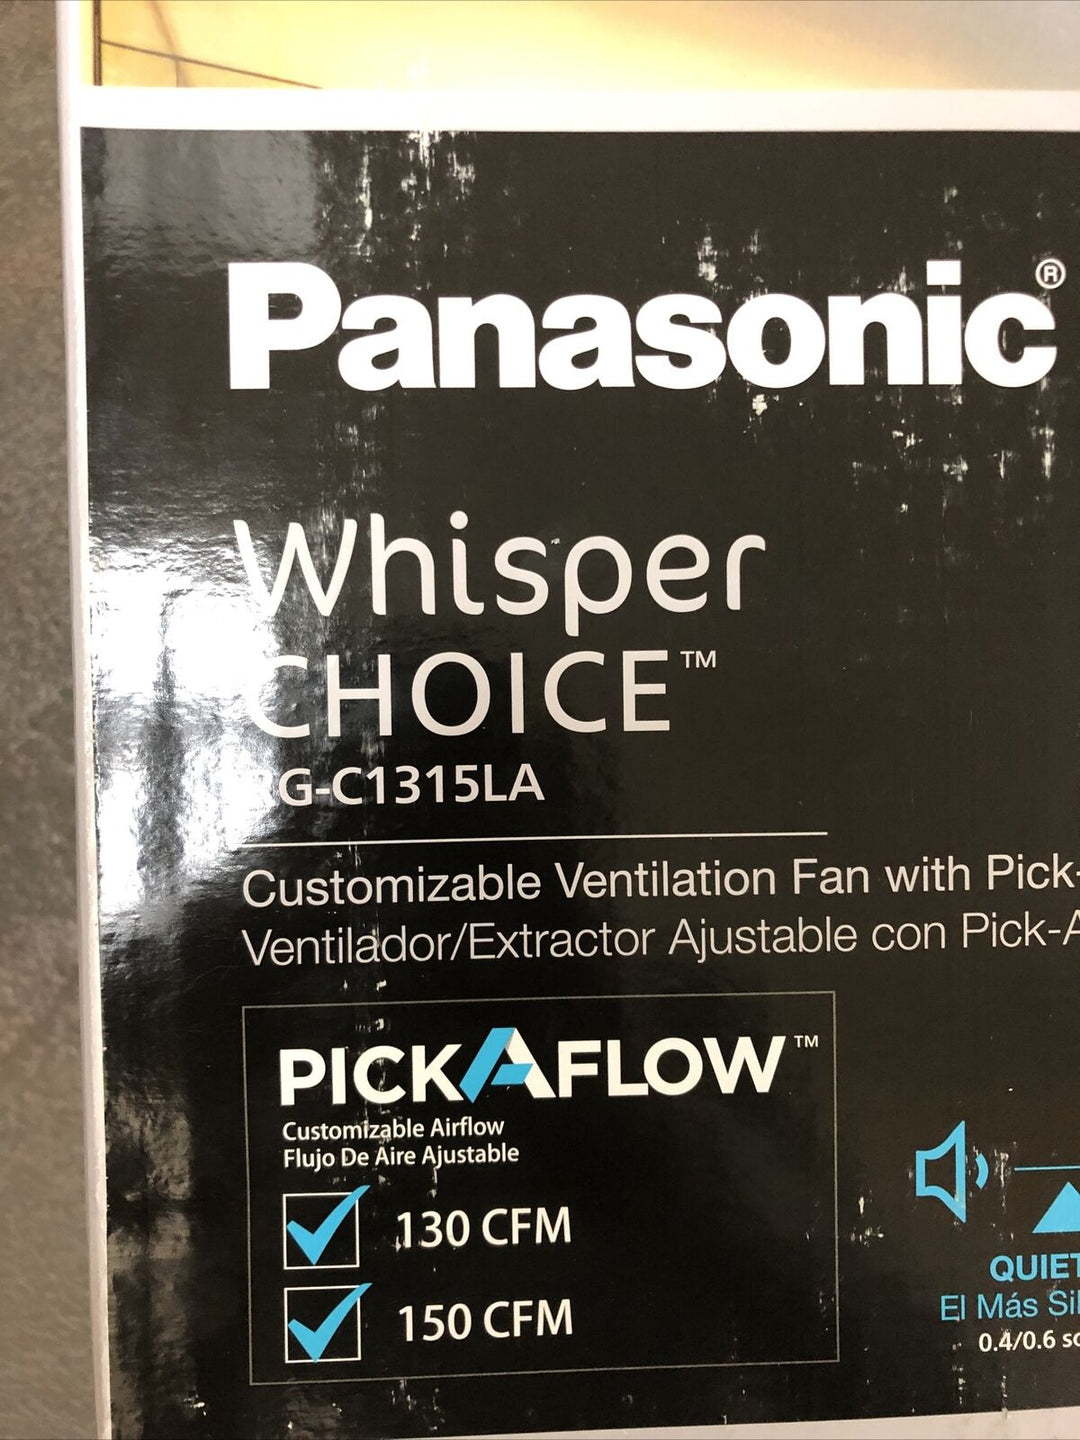 Panasonic®
Whisper
CHOICE™
G-C1315LA
Customizable Ventilation Fan with Pick-
Ventilador/Extractor Ajustable con Pick-A
PICKAFLOW™
Customizable Airflow
Flujo De Aire Ajustable
130 CFM
150 CFM
QUIET
El Más Sil
0.4/0.6 so